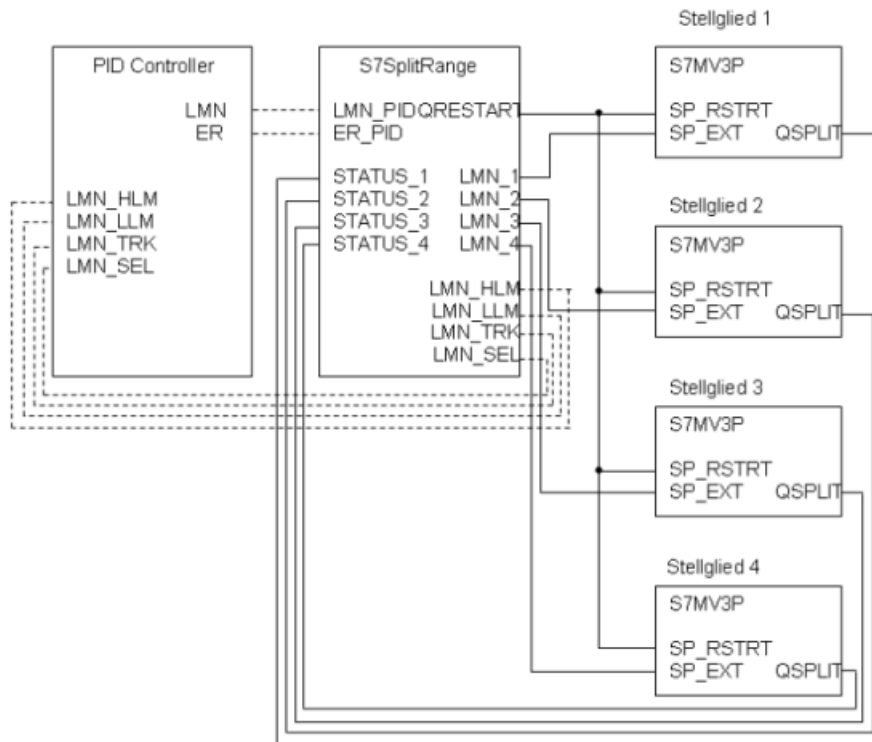 Stellglied 1
PID Controller
LMN
ER
LMN_HLM
LMN_LLM
LMN_TRK
LMN_SEL
S7SplitRange
LMN_PIDQRESTART
ER_PID
STATUS_1 LMN_1
STATUS_2 LMN_2
STATUS_3 LMN_3
STATUS_4 LMN_4
LMN_HLM
LMN_LLM
LMN_TRK
LMN_SEL
S7MV3P
SP_RSTRT
SP_EXT QSPLIT
Stellglied 2
S7MV3P
SP_RSTRT
SP_EXT QSPLIT
Stellglied 3
S7MV3P
SP_RSTRT
SP_EXT QSPLIT
Stellglied 4
S7MV3P
SP_RSTRT
SP_EXT QSPLIT